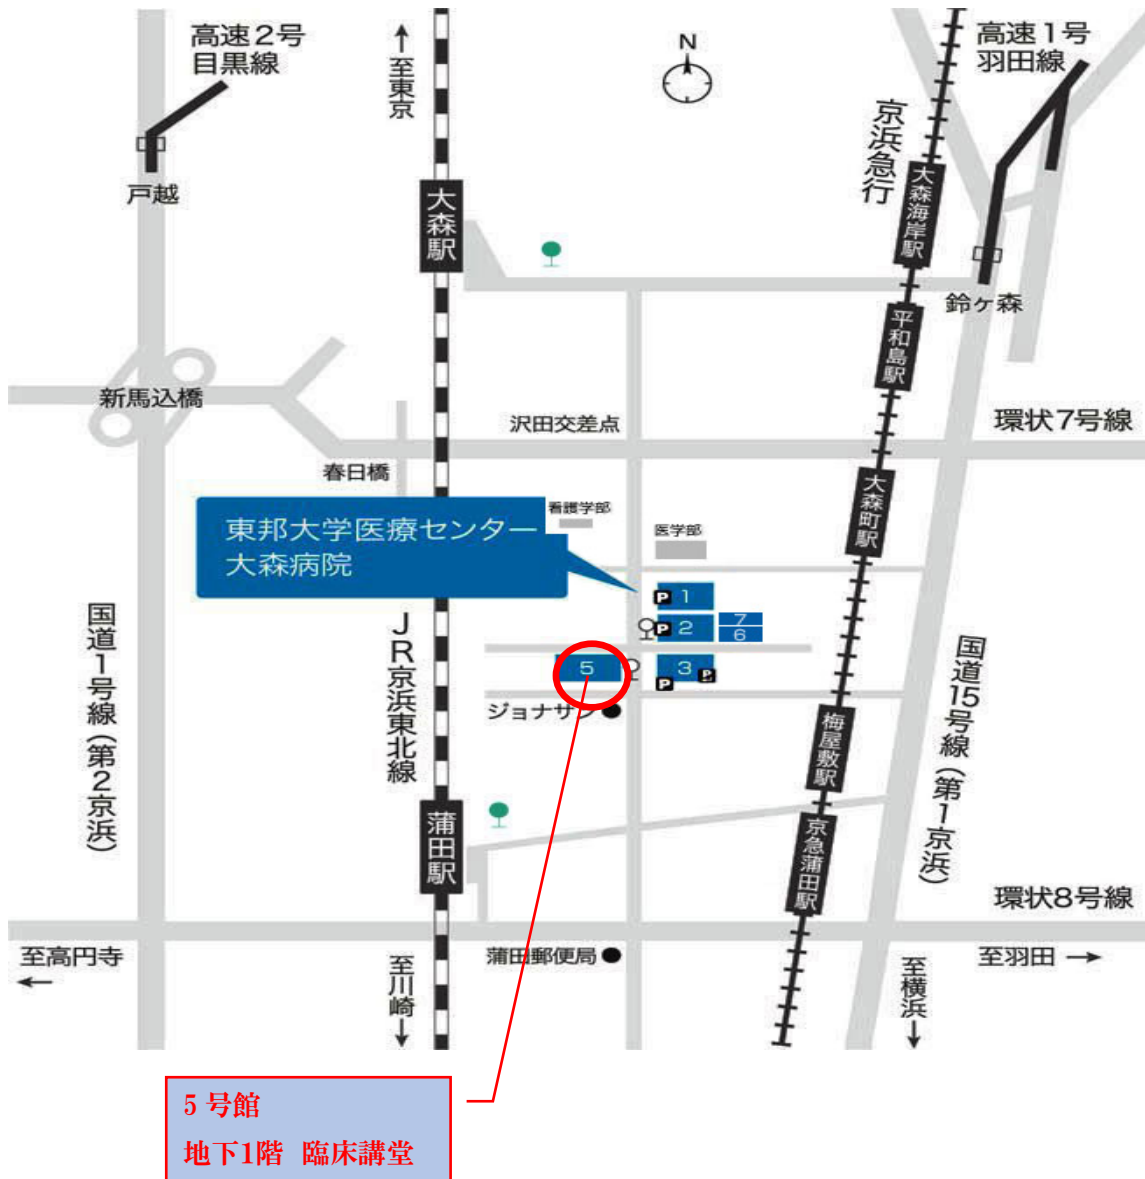 高速2号
目黒線
↑至東京
N
高速1号
羽田線
京浜急行
戸越
大森駅
大森海岸駅
鈴ヶ森
平和島駅
新馬込橋
沢田交差点
環状7号線
春日橋
大森町駅
看護学部
医学部
東邦大学医療センター
大森病院
P 1
P 2
7
6
国道1号線(第2京浜)
JR京浜東北線
5
3
P
P
国道15号線(第1京浜)
ジョナサン
梅屋敷駅
蒲田駅
京急蒲田駅
環状8号線
至高円寺
←
蒲田郵便局
至羽田 →
至川崎↓
至横浜↓
5 号館
地下1階 臨床講堂